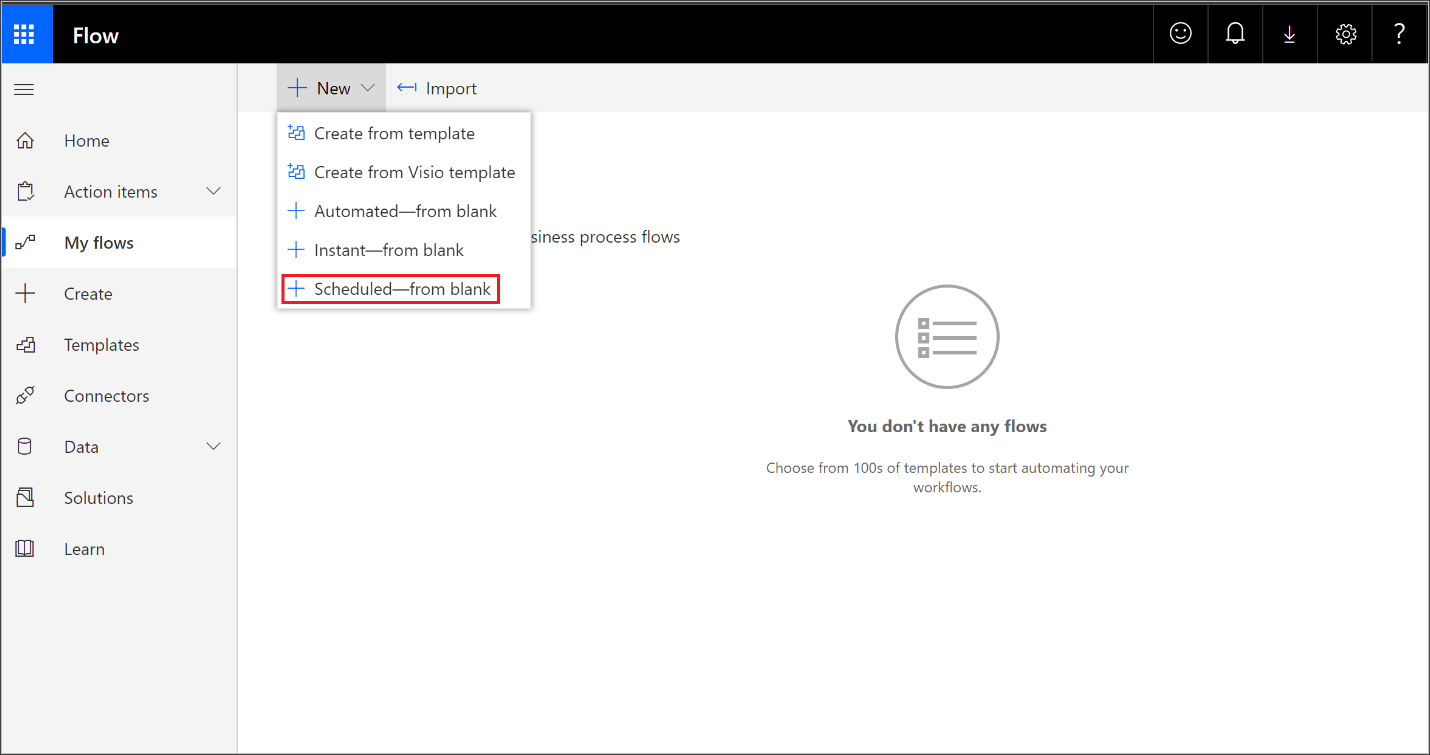 Flow
?
New
Import
Create from template
Create from Visio template
Automated—from blank
Instant—from blank
Scheduled—from blank
Home
Action items
My flows
Create
Templates
Connectors
Data
Solutions
Learn
process flows
You don't have any flows
Choose from 100s of templates to start automating your
workflows.